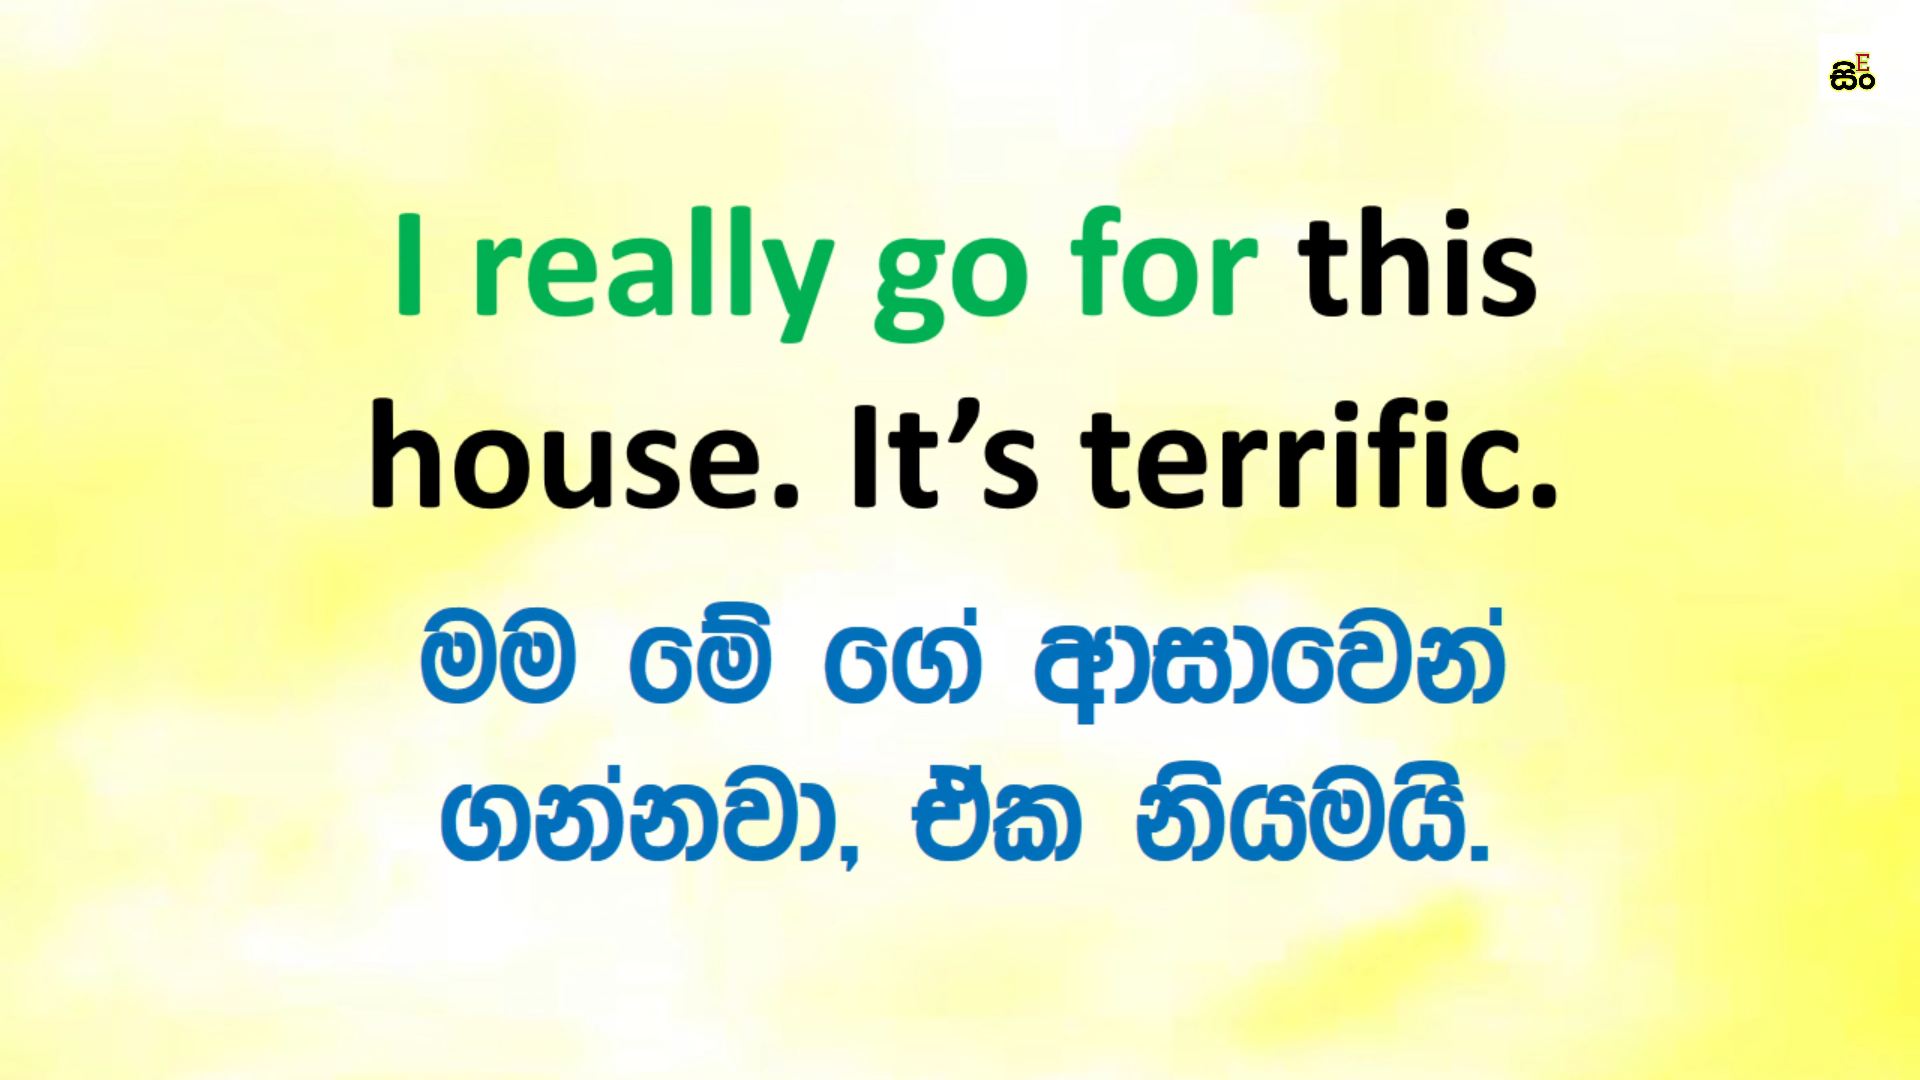 සිංE
I really go for this
house. It’s terrific.
මම මේ ගේ ආසාවෙන්
ගන්නවා, ඒක නියමයි.